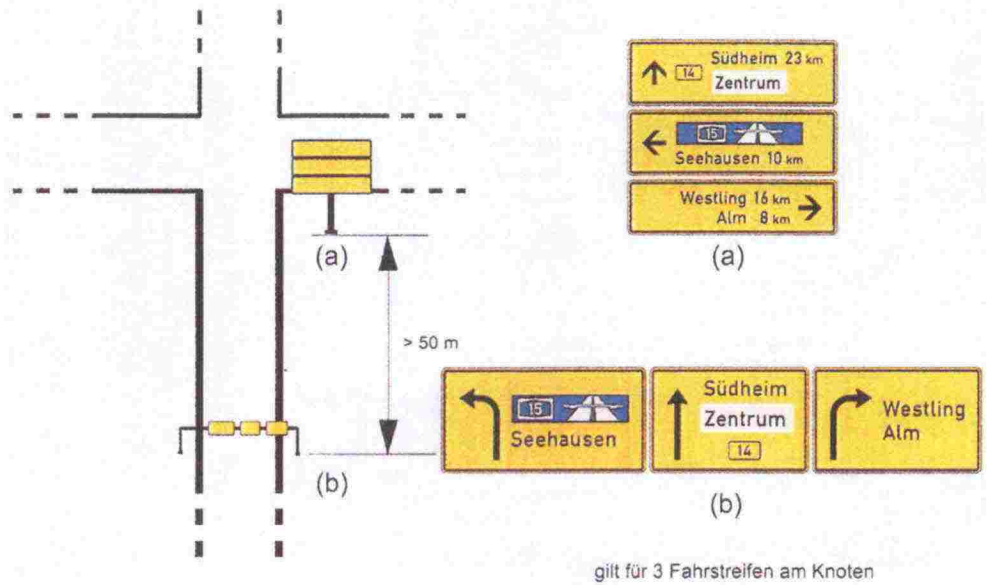 14 Südheim 23 km
Zentrum
15
Seehausen 10 km
Westling 16 km
Alm 8 km
(a)
(a)
> 50 m
15
Seehausen
Südheim
Zentrum
14
Westling
Alm
(b)
(b)
gilt für 3 Fahrstreifen am Knoten